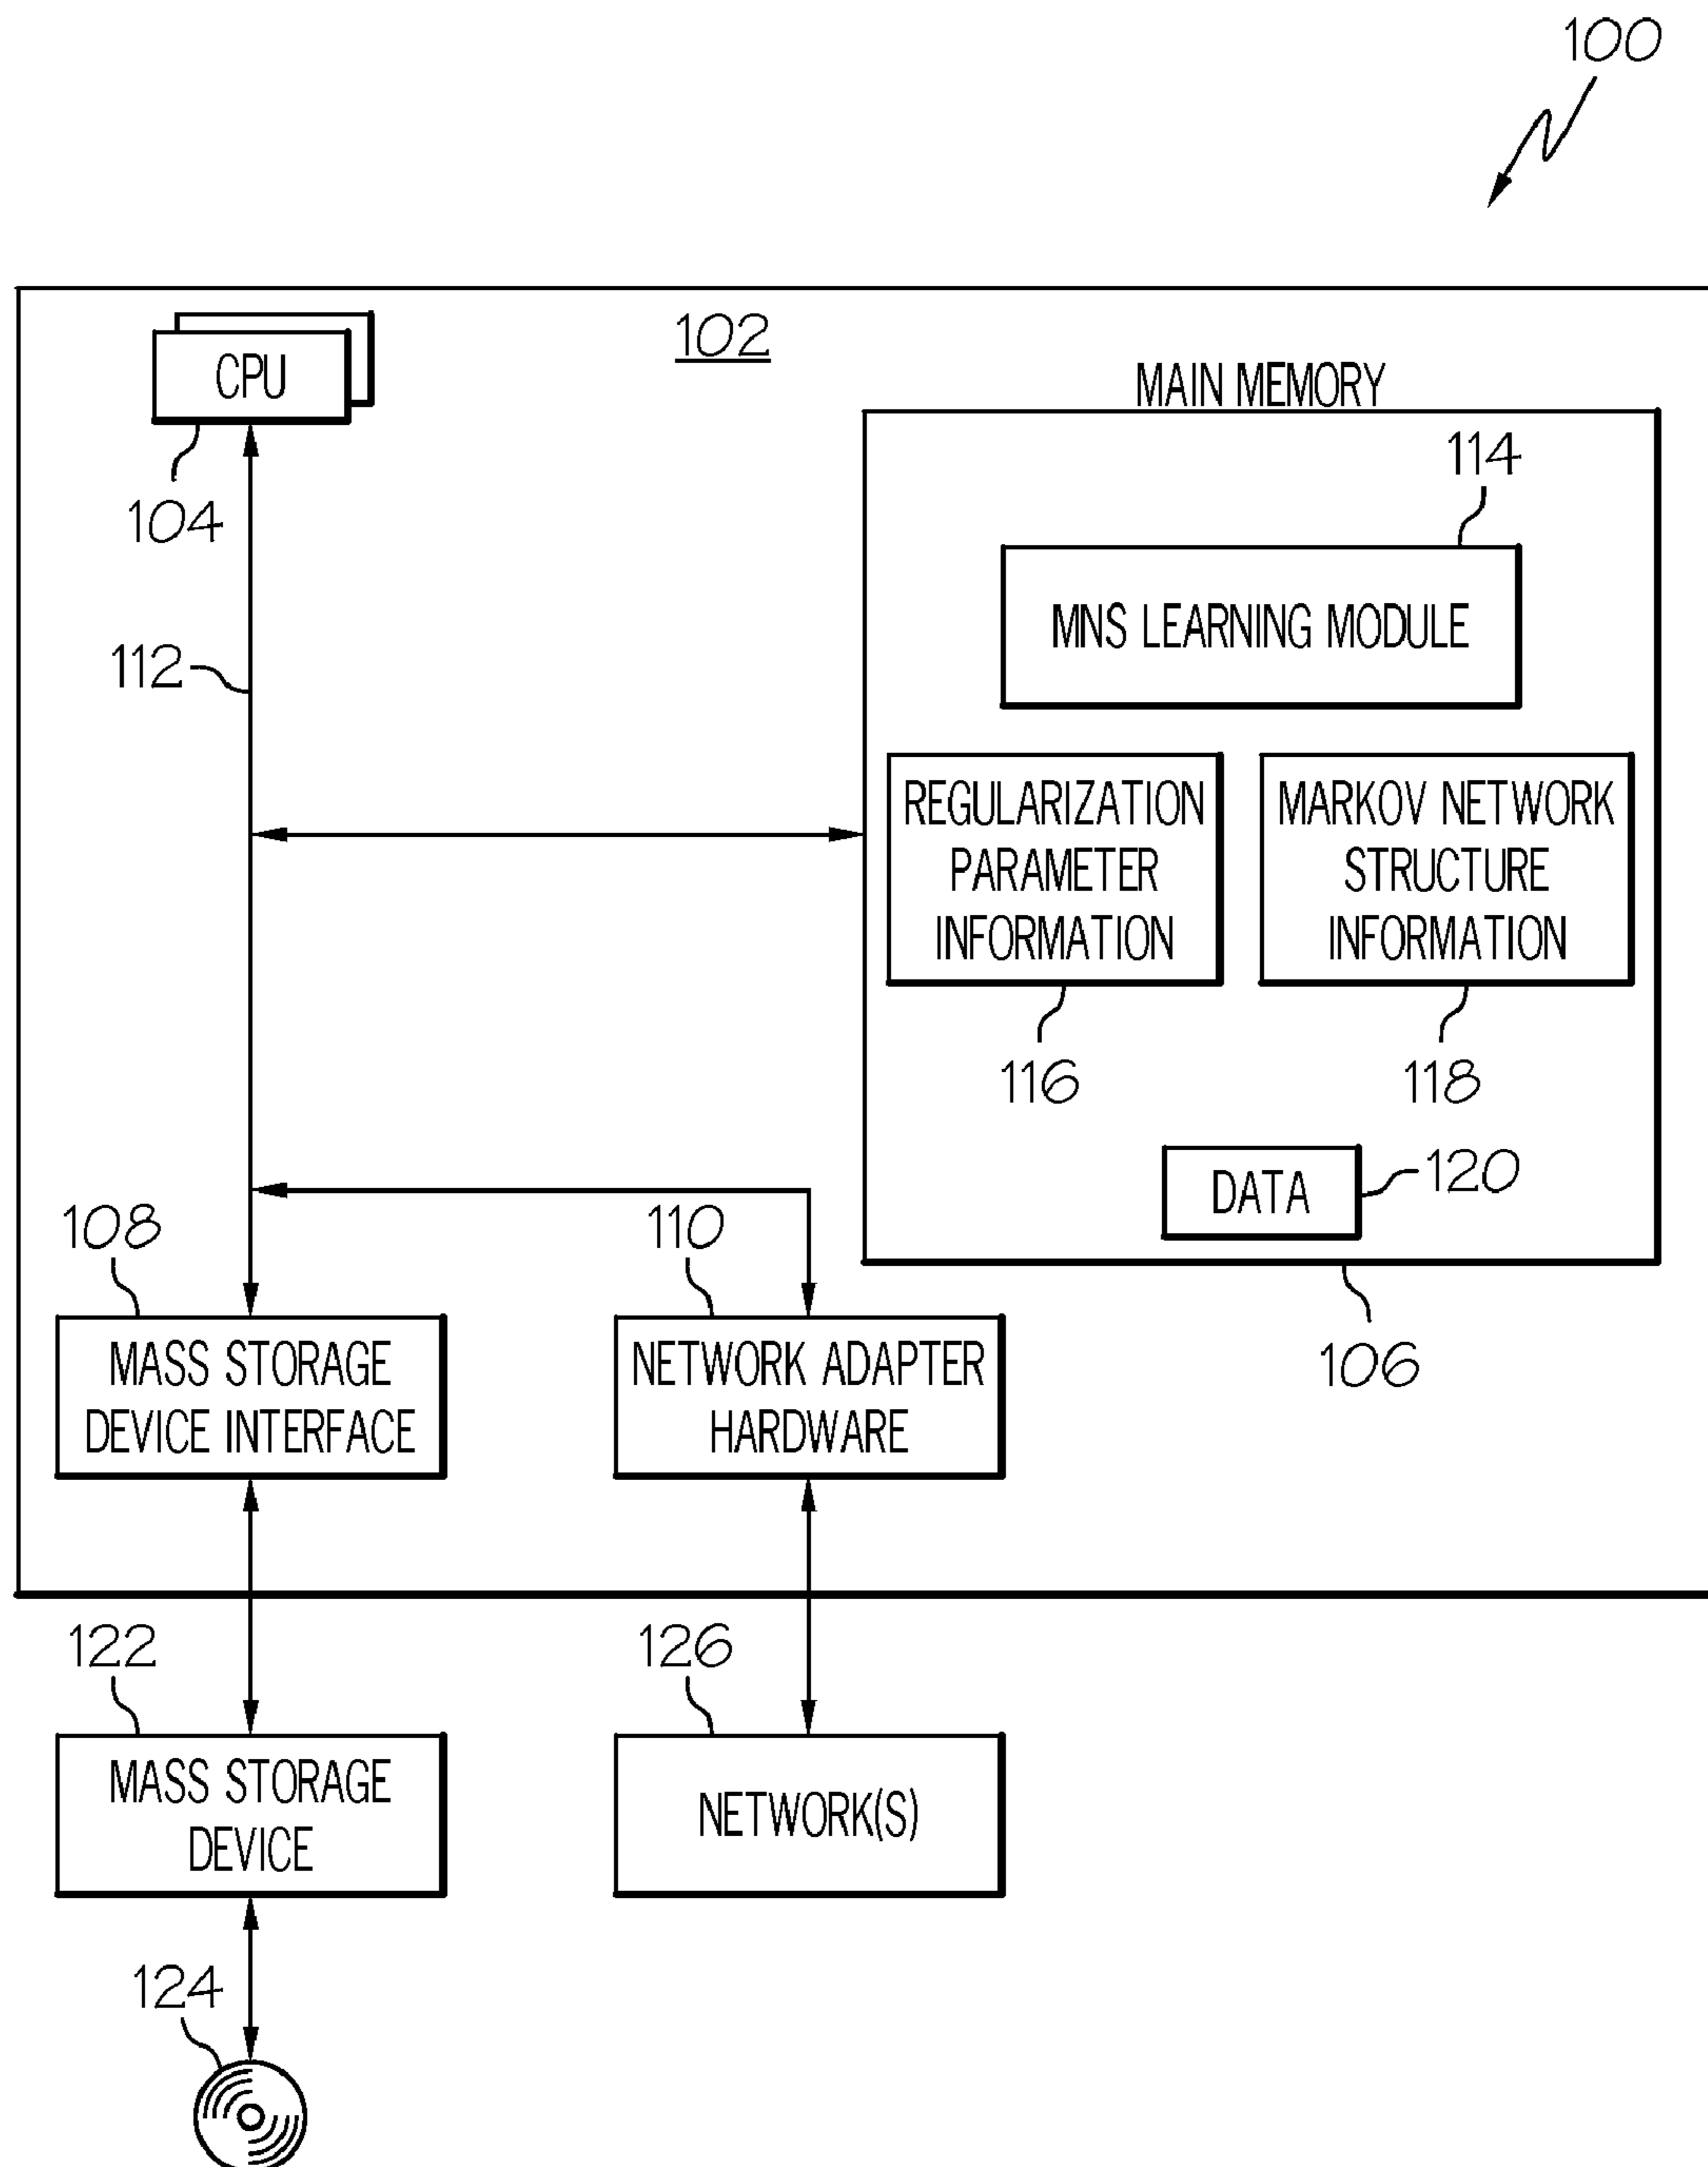 100
102
CPU
104
MAIN MEMORY
114
MNS LEARNING MODULE
112
REGULARIZATION
PARAMETER
INFORMATION
MARKOV NETWORK
STRUCTURE
INFORMATION
116
118
DATA
120
108
110
MASS STORAGE
DEVICE INTERFACE
NETWORK ADAPTER
HARDWARE
106
122
126
MASS STORAGE
DEVICE
NETWORK(S)
124